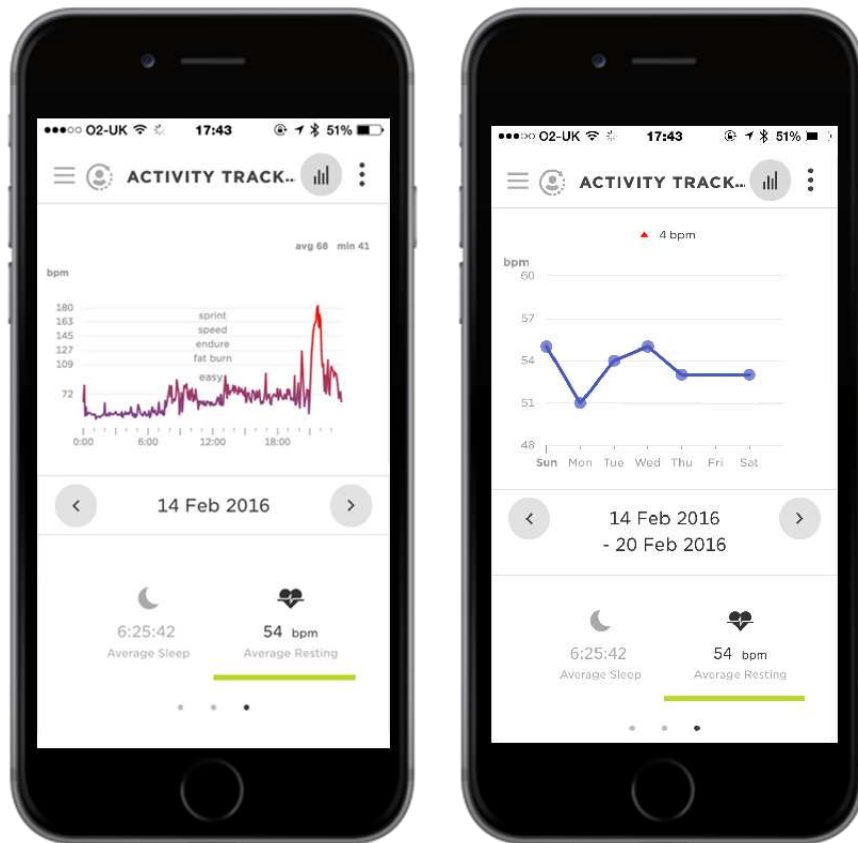 O2-UK 17:43 51%
ACTIVITY TRACK..
avg 68 min 41
bpm
180
163
145
127
109
72
sprint
speed
endure
fat burn
easy
0:00 6:00 12:00 18:00
14 Feb 2016
6:25:42
Average Sleep
54 bpm
Average Resting
O2-UK 17:43 51%
ACTIVITY TRACK..
4 bpm
bpm
60
57
54
51
48
Sun Mon Tue Wed Thu Fri Sat
14 Feb 2016
- 20 Feb 2016
6:25:42
Average Sleep
54 bpm
Average Resting